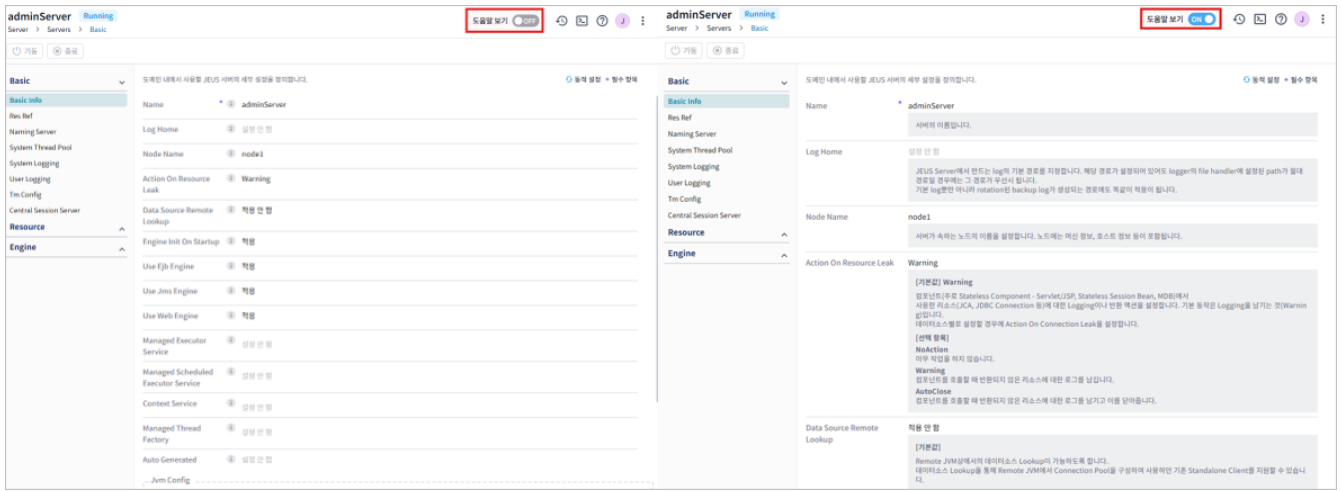 adminServer Running
Server > Servers > Basic
도움말 보기 OFF
J
기동 종료
Basic
Basic Info
Res Ref
Naming Server
System Thread Pool
System Logging
User Logging
Tm Config
Central Session Server
Resource
Engine
도메인 내에서 사용할 JEUS 서버의 세부 설정을 정의합니다.
동적 설정 * 필수 항목
Name * adminServer
Log Home 설정 안 함
Node Name node1
Action On Resource Leak Warning
Data Source Remote Lookup 적용 안 함
Engine Init On Startup 적용
Use Ejb Engine 적용
Use Jms Engine 적용
Use Web Engine 적용
Managed Executor Service 설정 안 함
Managed Scheduled Executor Service 설정 안 함
Context Service 설정 안 함
Managed Thread Factory 설정 안 함
Auto Generated 설정 안 함
Jvm Config
adminServer Running
Server > Servers > Basic
도움말 보기 ON
J
기동 종료
Basic
Basic Info
Res Ref
Naming Server
System Thread Pool
System Logging
User Logging
Tm Config
Central Session Server
Resource
Engine
도메인 내에서 사용할 JEUS 서버의 세부 설정을 정의합니다.
동적 설정 * 필수 항목
Name * adminServer
서버의 이름입니다.
Log Home 설정 안 함
JEUS Server에서 만드는 log의 기본 경로를 지정합니다. 해당 경로가 설정되어 있어도 logger의 file handler에 설정된 path가 절대
경로일 경우에는 그 경로가 우선시 됩니다.
기본 log뿐만 아니라 rotation된 backup log가 생성되는 경로에도 똑같이 적용이 됩니다.
Node Name node1
서버가 속하는 노드의 이름을 설정합니다. 노드에는 머신 정보, 호스트 정보 등이 포함됩니다.
Action On Resource Leak Warning
[기본값] Warning
컴포넌트(주로 Stateless Component - Servlet/JSP, Stateless Session Bean, MDB)에서
사용한 리소스(JCA, JDBC Connection 등)에 대한 Logging이나 반환 액션을 설정합니다. 기본 동작은 Logging을 남기는 것(Warnin
g)입니다.
데이터소스별로 설정할 경우에 Action On Connection Leak을 설정합니다.
[선택 항목]
NoAction
아무 작업을 하지 않습니다.
Warning
컴포넌트를 호출할 때 반환되지 않은 리소스에 대한 로그를 남깁니다.
AutoClose
컴포넌트를 호출할 때 반환되지 않은 리소스에 대한 로그를 남기고 이를 닫아줍니다.
Data Source Remote Lookup 적용 안 함
[기본값]
Remote JVM상에서의 데이터소스 Lookup이 가능하도록 합니다.
데이터소스 Lookup을 통해 Remote JVM에서 Connection Pool을 구성하여 사용하던 기존 Standalone Client를 지원할 수 있습니
다.